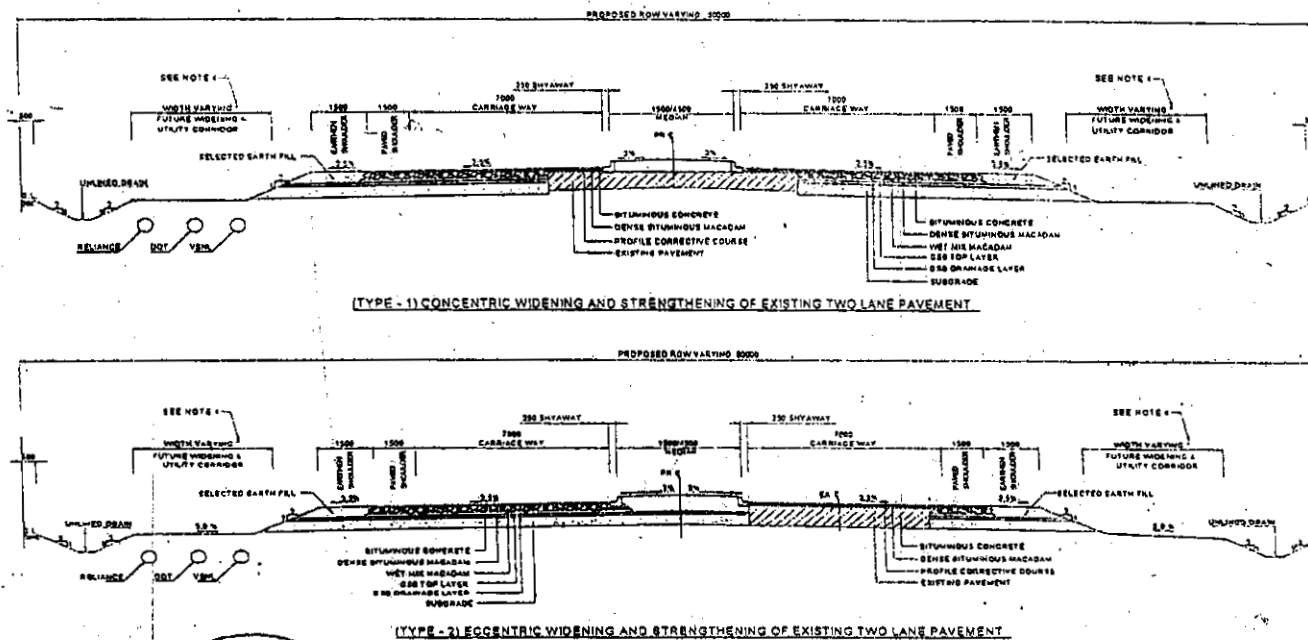 PROPOSED ROW VARYING
SEE NOTE 4
250 SHYAWAY
250 SHYAWAY
SEE NOTE 4
WIDTH VARYING
FUTURE WIDENING &
UTILITY CORRIDOR
1500
EARTHEN SHOULDER
1500
PAVED SHOULDER
7000
CARRIAGE WAY
1500/4500
MEDIAN
7000
CARRIAGE WAY
1500
PAVED SHOULDER
1500
EARTHEN SHOULDER
WIDTH VARYING
FUTURE WIDENING &
UTILITY CORRIDOR
500
SELECTED EARTH FILL
2.5%
2.5%
2%
2%
2.5%
2.5%
SELECTED EARTH FILL
UNLINED DRAIN
UNLINED DRAIN
RELIANCE
DOT
VSNL
BITUMINOUS CONCRETE
DENSE BITUMINOUS MACADAM
PROFILE CORRECTIVE COURSE
EXISTING PAVEMENT
BITUMINOUS CONCRETE
DENSE BITUMINOUS MACADAM
WET MIX MACADAM
GSB TOP LAYER
GSB DRAINAGE LAYER
SUBGRADE
(TYPE - 1) CONCENTRIC WIDENING AND STRENGTHENING OF EXISTING TWO LANE PAVEMENT
PROPOSED ROW VARYING
SEE NOTE 4
250 SHYAWAY
250 SHYAWAY
SEE NOTE 4
WIDTH VARYING
FUTURE WIDENING &
UTILITY CORRIDOR
1500
EARTHEN SHOULDER
1500
PAVED SHOULDER
7000
CARRIAGE WAY
1500/4500
7000
CARRIAGE WAY
1500
PAVED SHOULDER
1500
EARTHEN SHOULDER
WIDTH VARYING
FUTURE WIDENING &
UTILITY CORRIDOR
SELECTED EARTH FILL
2.5%
2.5%
2%
2%
2.5%
2.5%
SELECTED EARTH FILL
UNLINED DRAIN
UNLINED DRAIN
RELIANCE
DOT
VSNL
BITUMINOUS CONCRETE
DENSE BITUMINOUS MACADAM
WET MIX MACADAM
GSB TOP LAYER
GSB DRAINAGE LAYER
SUBGRADE
BITUMINOUS CONCRETE
DENSE BITUMINOUS MACADAM
PROFILE CORRECTIVE COURSE
EXISTING PAVEMENT
(TYPE - 2) ECCENTRIC WIDENING AND STRENGTHENING OF EXISTING TWO LANE PAVEMENT